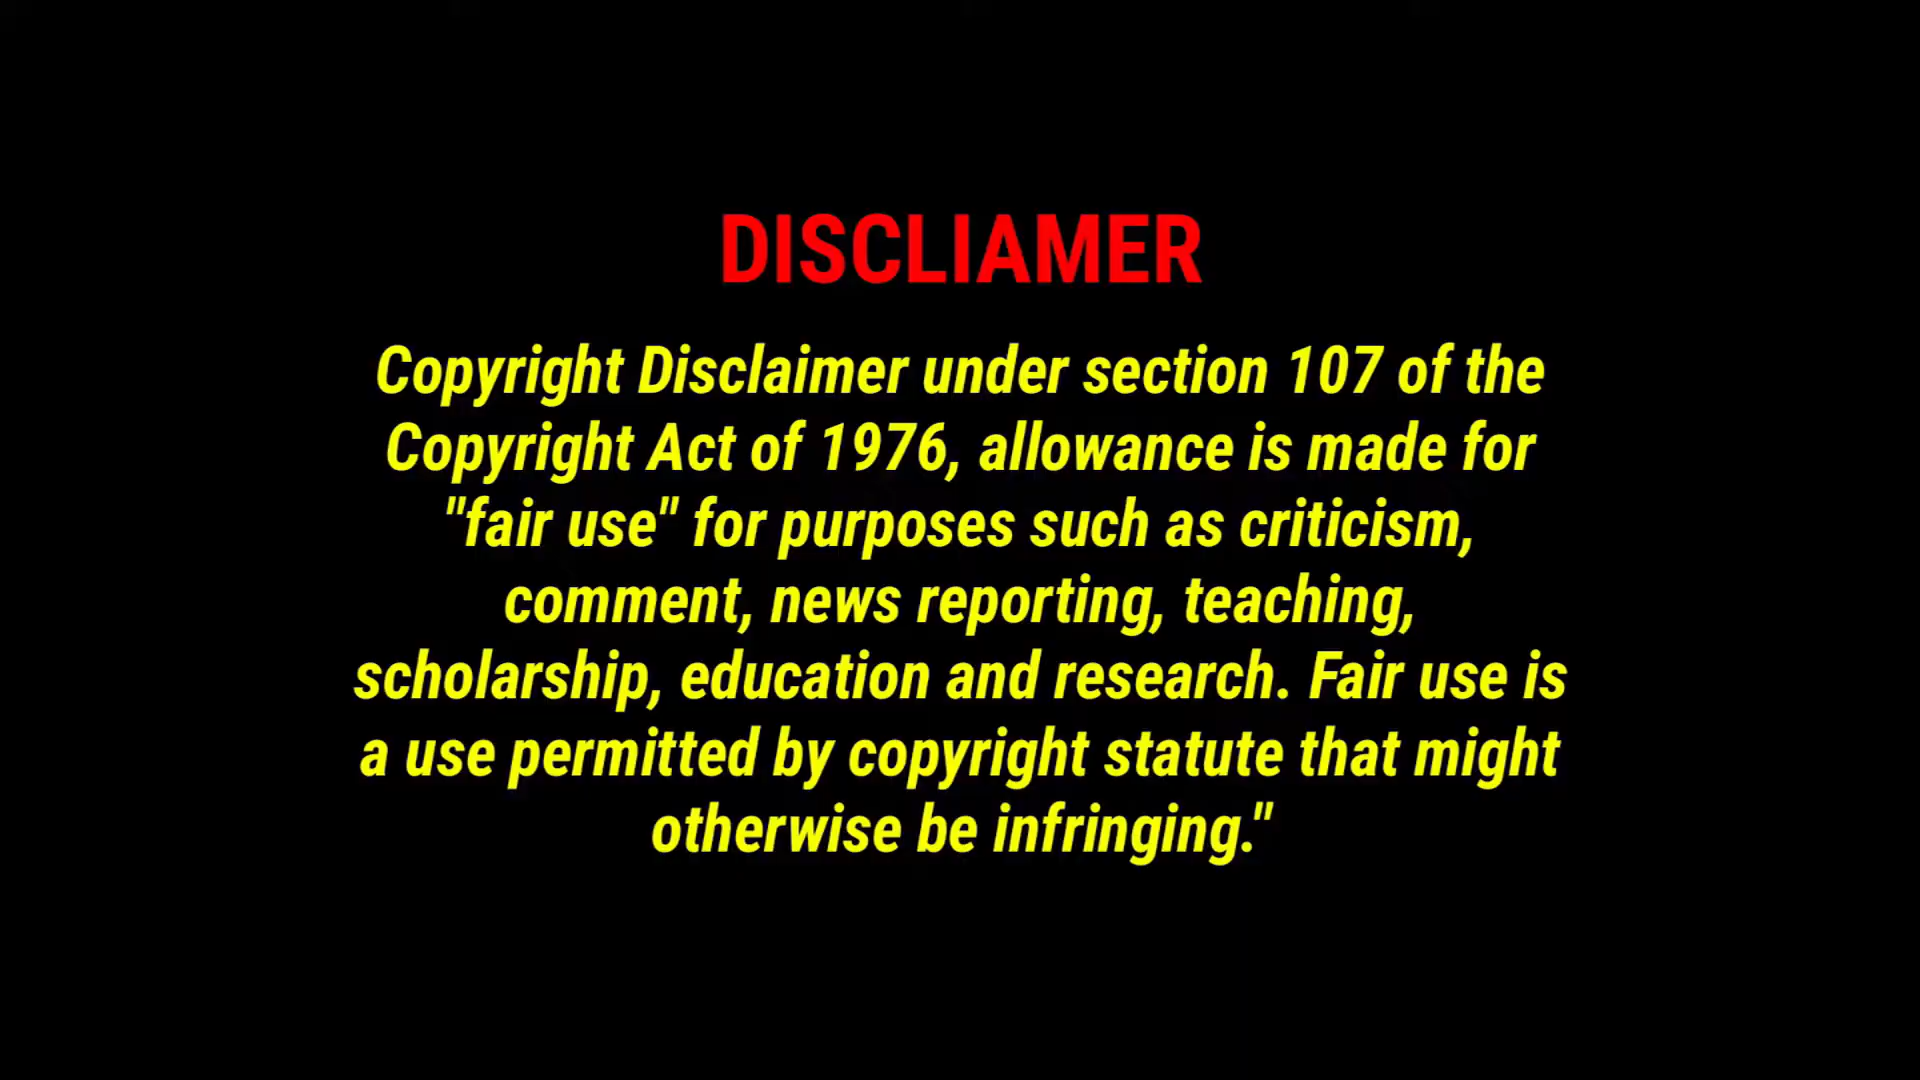 DISCLIAMER
Copyright Disclaimer under section 107 of the
Copyright Act of 1976, allowance is made for
"fair use" for purposes such as criticism,
comment, news reporting, teaching,
scholarship, education and research. Fair use is
a use permitted by copyright statute that might
otherwise be infringing."